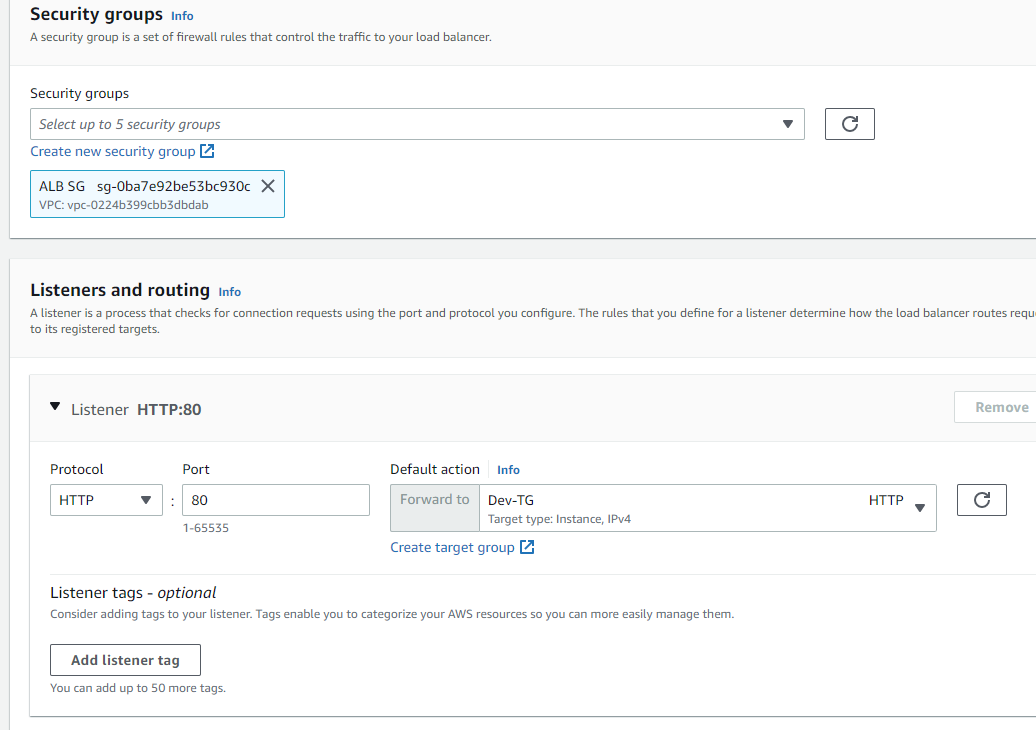 Security groups Info
A security group is a set of firewall rules that control the traffic to your load balancer.
Security groups
Select up to 5 security groups
Create new security group
ALB SG sg-0ba7e92be53bc930c
VPC: vpc-0224b399cbb3dbdab
Listeners and routing Info
A listener is a process that checks for connection requests using the port and protocol you configure. The rules that you define for a listener determine how the load balancer routes requ
to its registered targets.
Listener HTTP:80
Remove
Protocol Port Default action Info
HTTP : 80 Forward to Dev-TG HTTP
Target type: Instance, IPv4
1-65535
Create target group
Listener tags - optional
Consider adding tags to your listener. Tags enable you to categorize your AWS resources so you can more easily manage them.
Add listener tag
You can add up to 50 more tags.